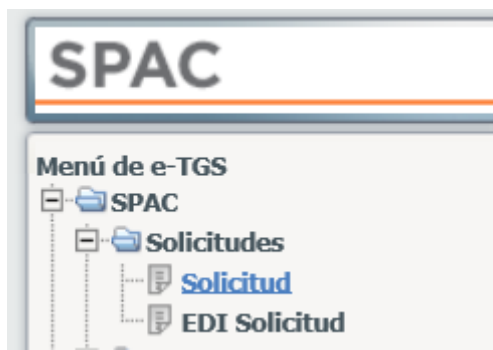 SPAC
Menú de e-TGS
SPAC
Solicitudes
Solicitud
EDI Solicitud